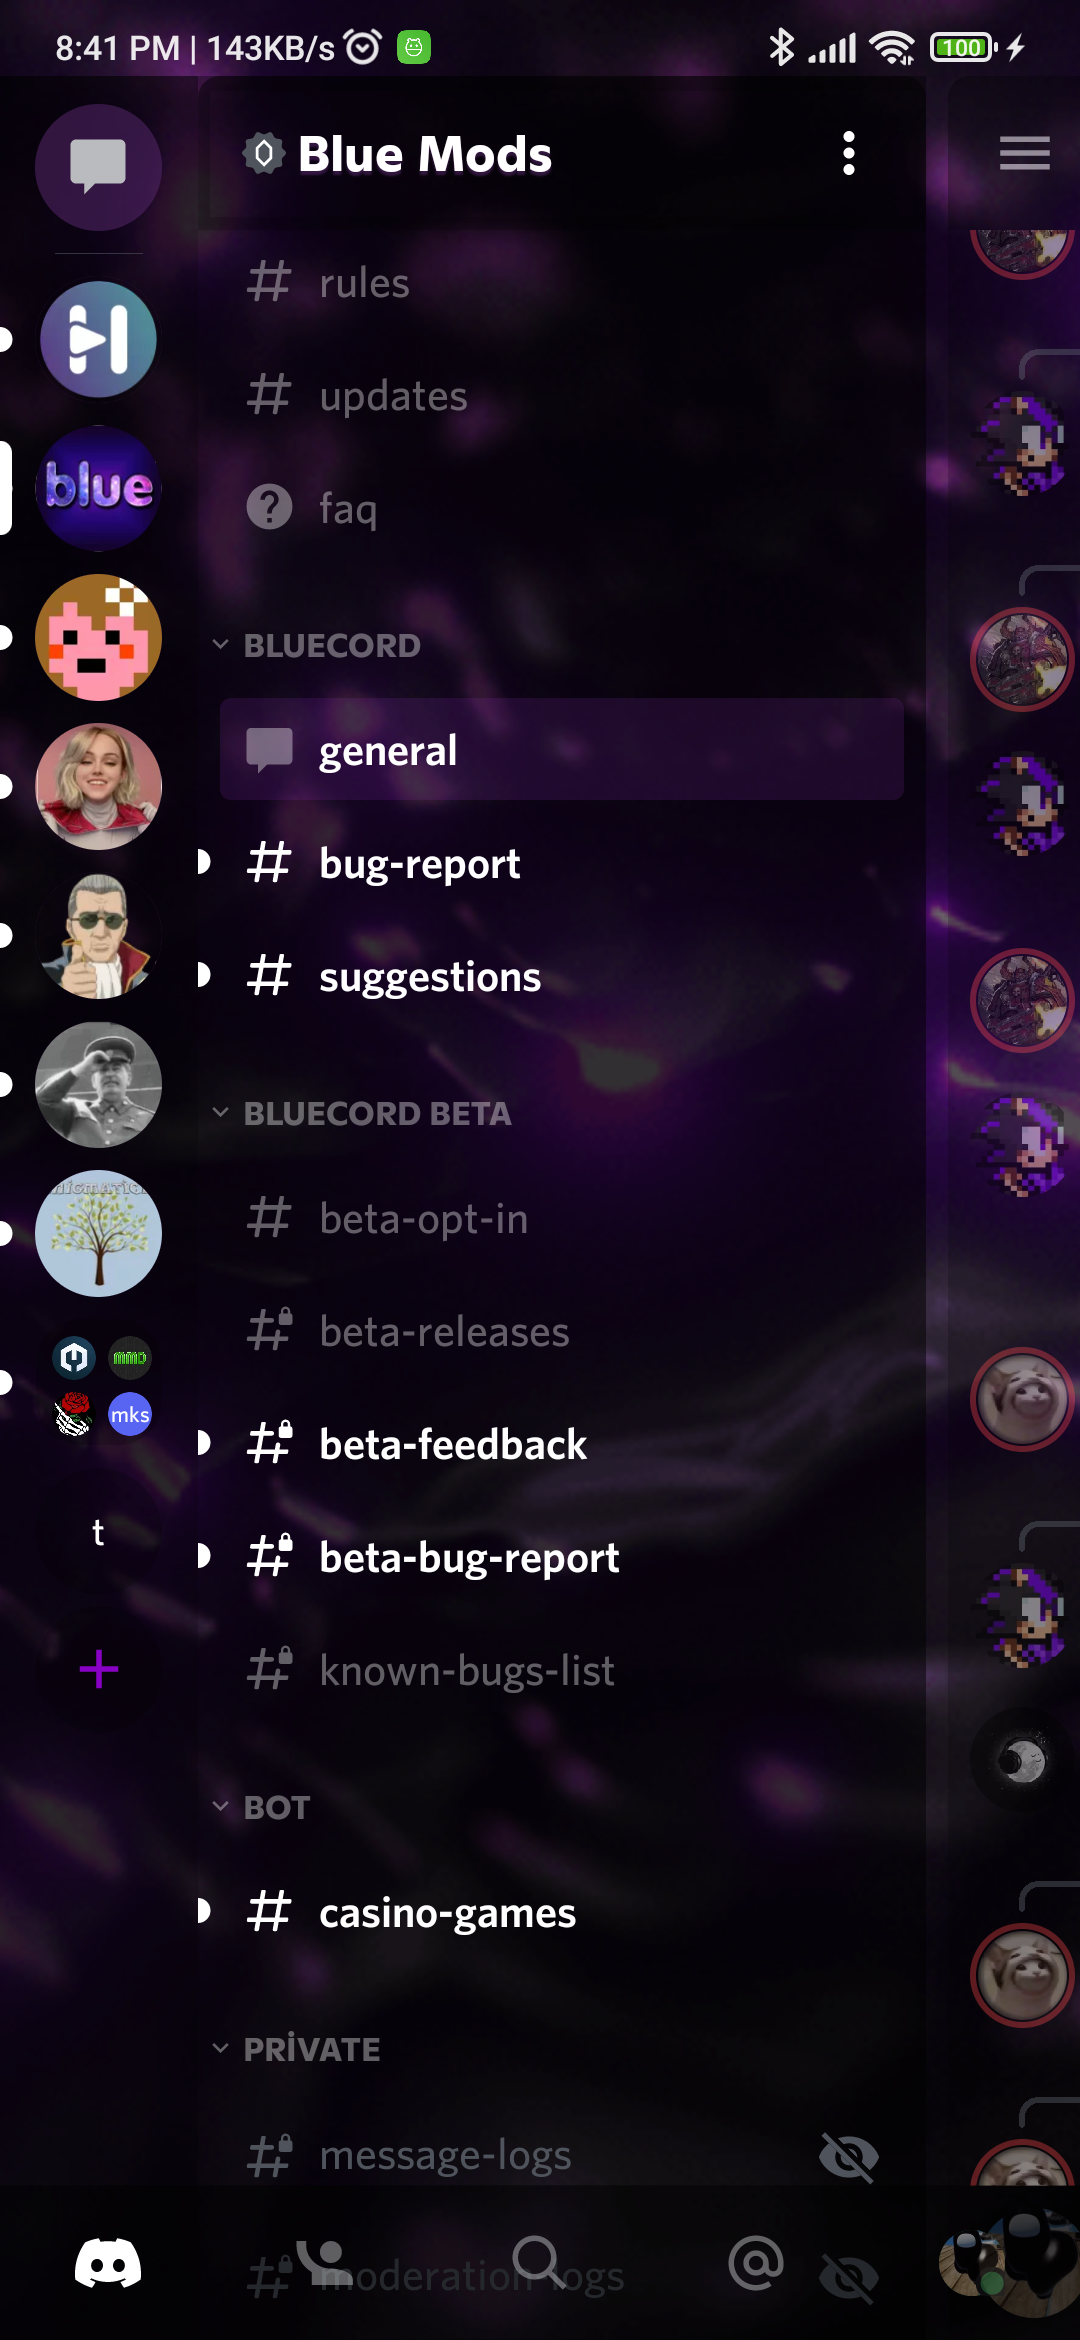 8:41 PM | 143KB/s
100
Blue Mods
rules
updates
faq
blue
BLUECORD
general
bug-report
suggestions
BLUECORD BETA
beta-opt-in
beta-releases
mmd
mks
beta-feedback
t
beta-bug-report
known-bugs-list
BOT
casino-games
PRİVATE
message-logs
moderation-logs